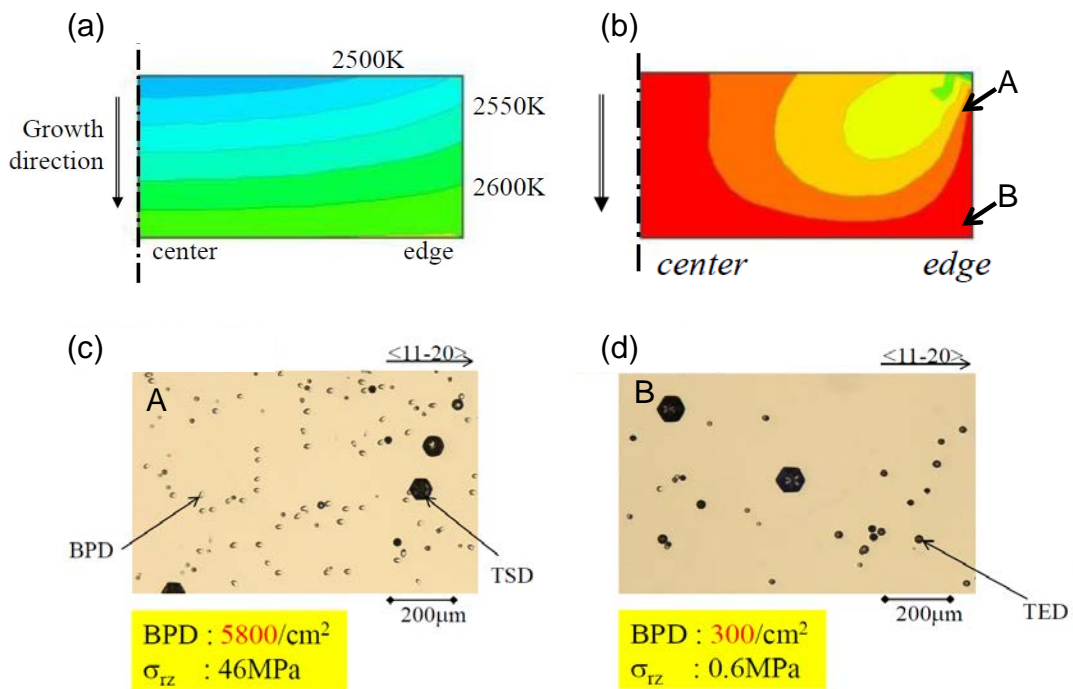 (a)
2500K
2550K
2600K
Growth
direction
center
edge
(b)
A
B
center
edge
(c)
<11-20>
A
BPD
TSD
200μm
BPD : 5800/cm²
σrz : 46MPa
(d)
<11-20>
B
TED
200μm
BPD : 300/cm²
σrz : 0.6MPa